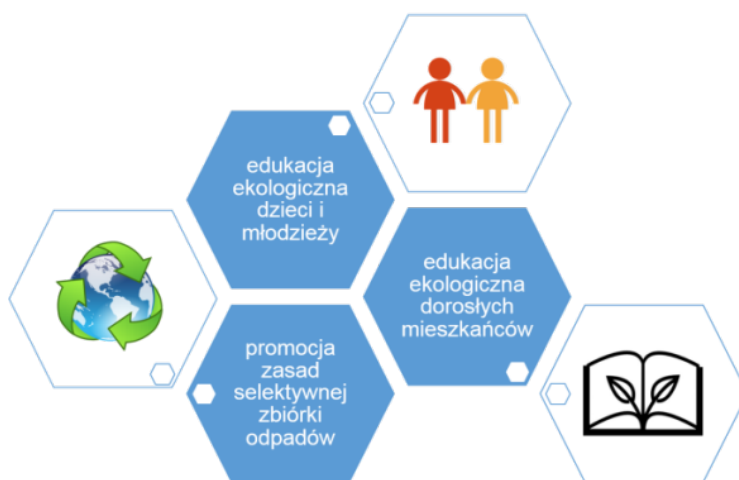 edukacja
ekologiczna
dzieci i
młodzieży
edukacja
ekologiczna
dorosłych
mieszkańców
promocja
zasad
selektywnej
zbiórki
odpadów